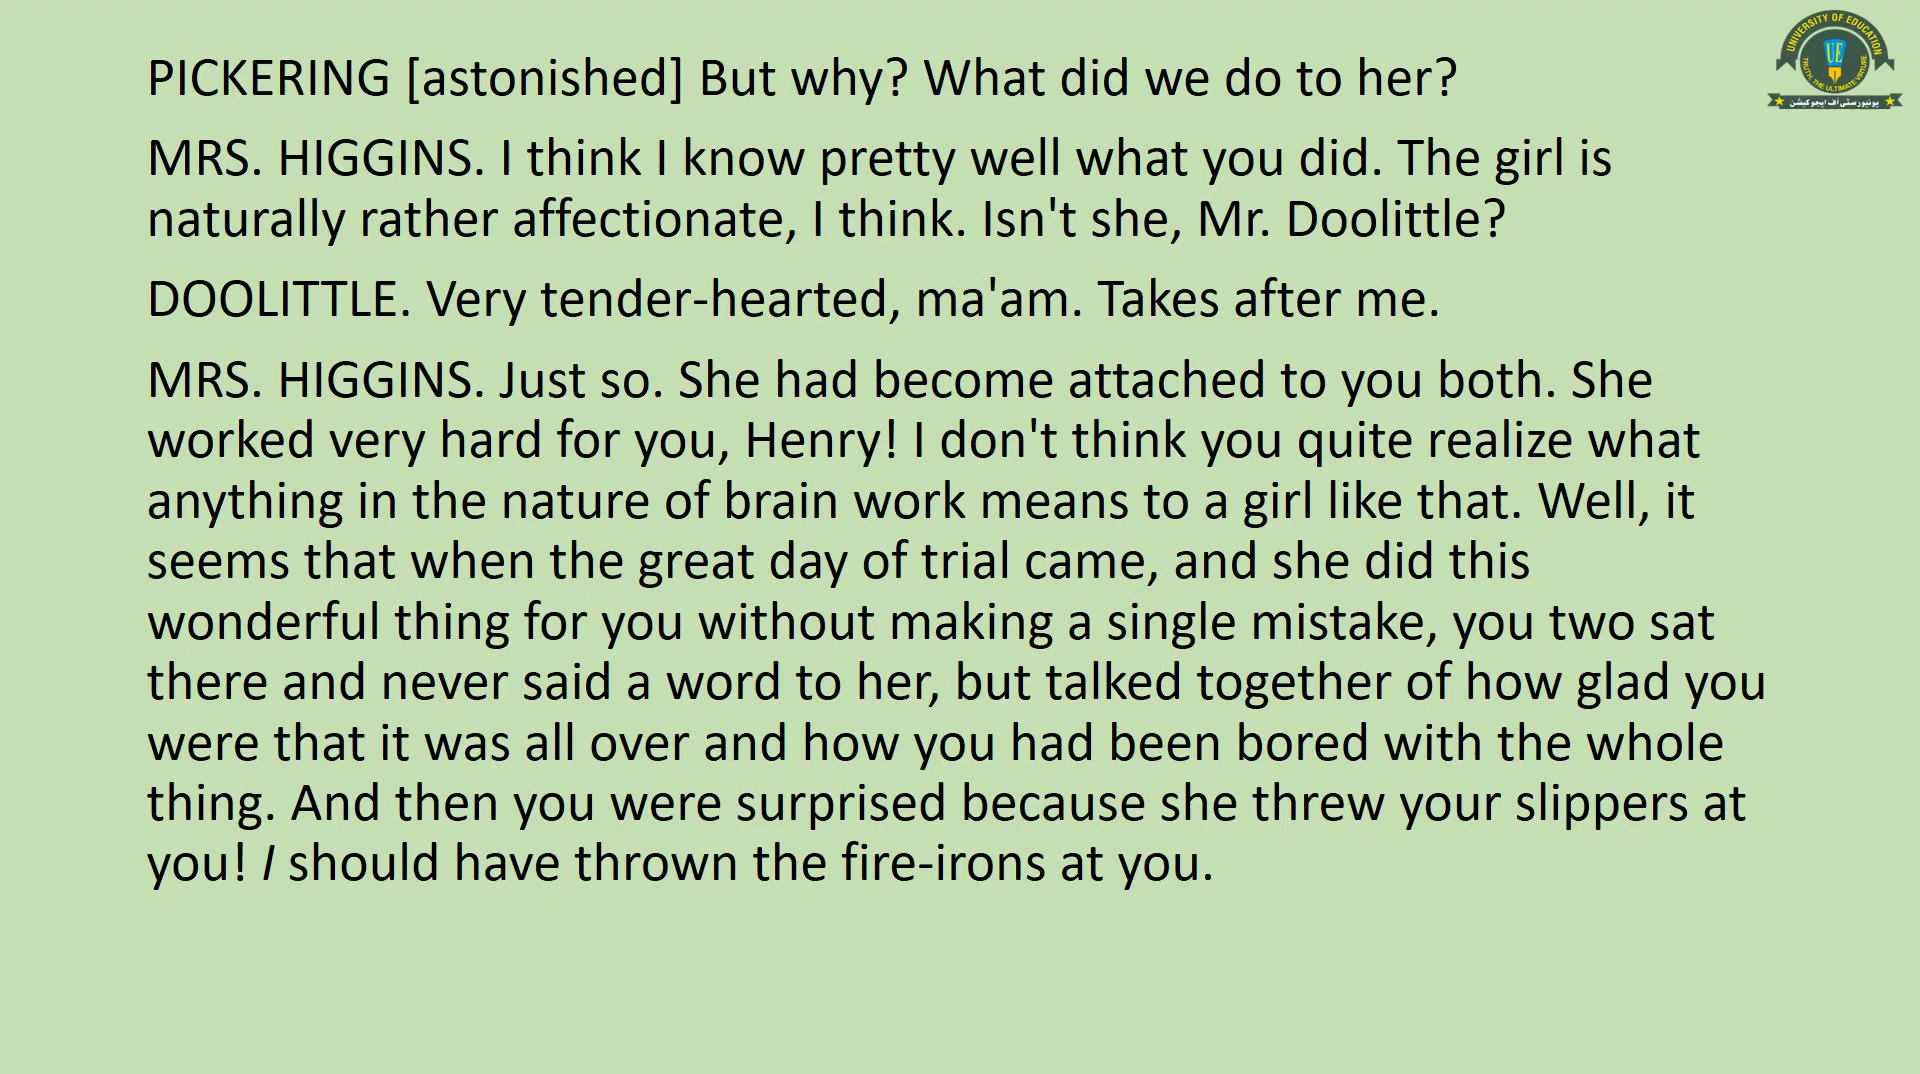 PICKERING [astonished] But why? What did we do to her?
MRS. HIGGINS. I think I know pretty well what you did. The girl is
naturally rather affectionate, I think. Isn't she, Mr. Doolittle?
DOOLITTLE. Very tender-hearted, ma'am. Takes after me.
MRS. HIGGINS. Just so. She had become attached to you both. She
worked very hard for you, Henry! I don't think you quite realize what
anything in the nature of brain work means to a girl like that. Well, it
seems that when the great day of trial came, and she did this
wonderful thing for you without making a single mistake, you two sat
there and never said a word to her, but talked together of how glad you
were that it was all over and how you had been bored with the whole
thing. And then you were surprised because she threw your slippers at
you! I should have thrown the fire-irons at you.
UNIVERSITY OF EDUCATION
UE
TRUTH, THE ULTIMATE VIRTUE
یونیورسٹی آف ایجوکیشن